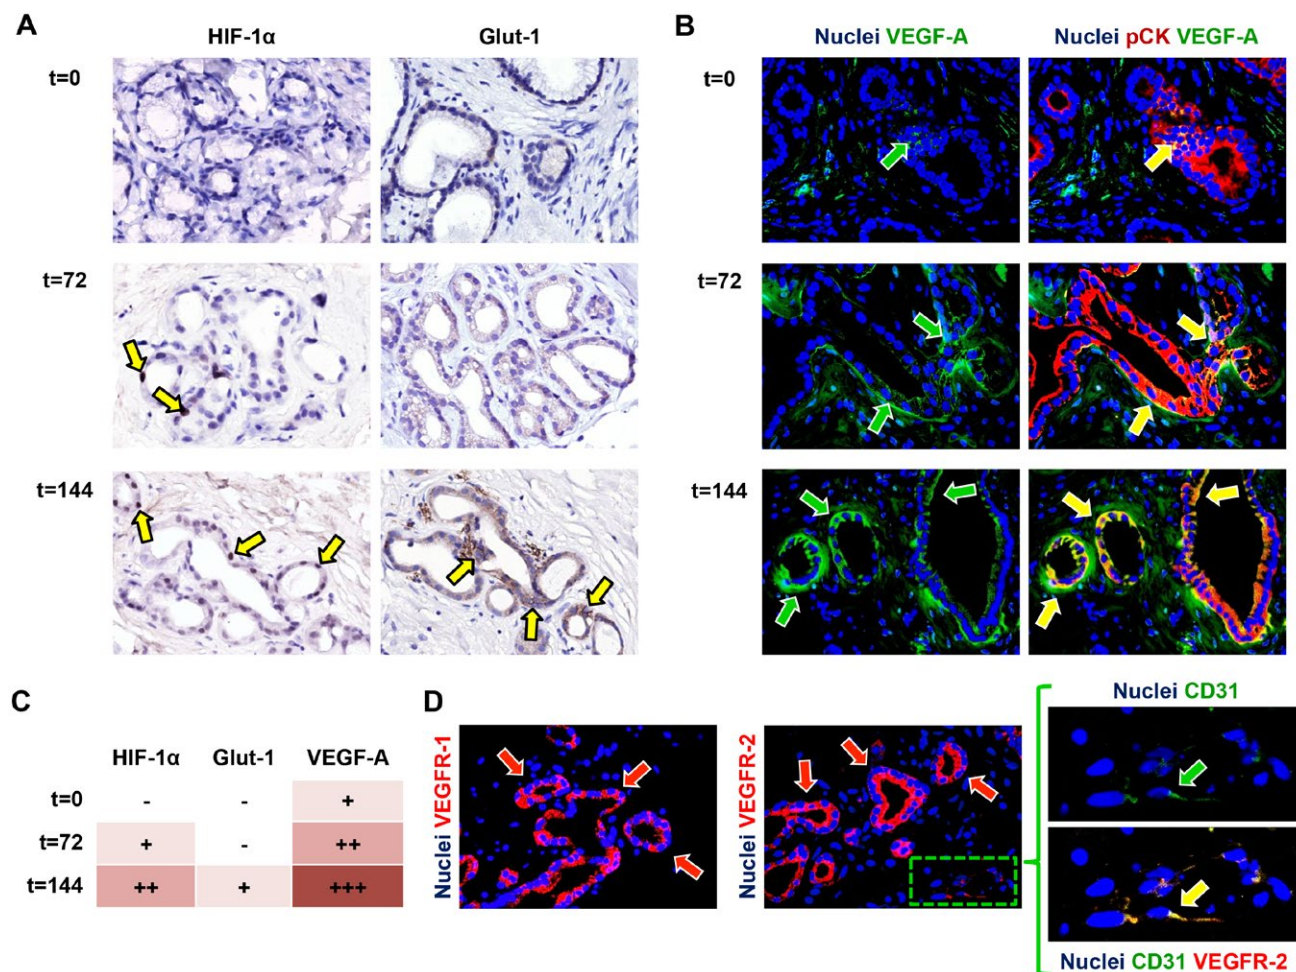 A
HIF-1α Glut-1
t=0
t=72
t=144
B
Nuclei VEGF-A Nuclei pCK VEGF-A
t=0
t=72
t=144
C
HIF-1α Glut-1 VEGF-A
t=0 - - +
t=72 + - ++
t=144 ++ + +++
D
Nuclei VEGFR-1
Nuclei VEGFR-2
Nuclei CD31
Nuclei CD31 VEGFR-2